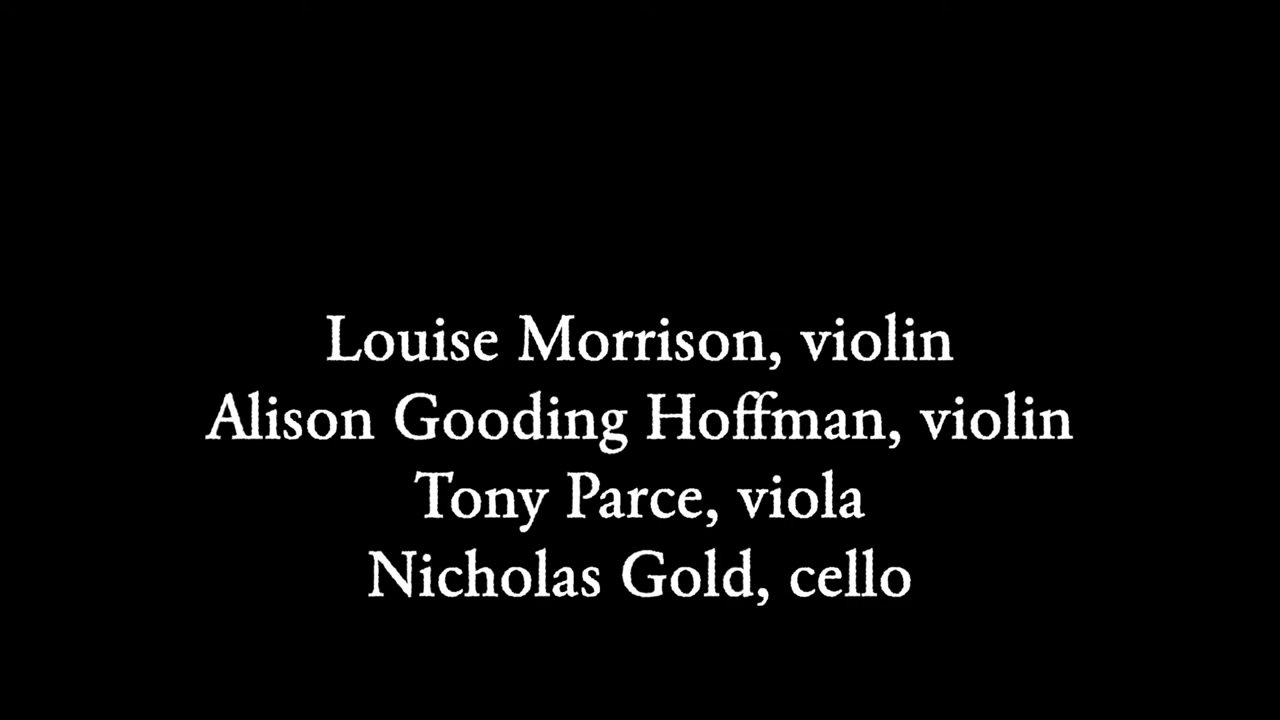 Louise Morrison, violin
Alison Gooding Hoffman, violin
Tony Parce, viola
Nicholas Gold, cello